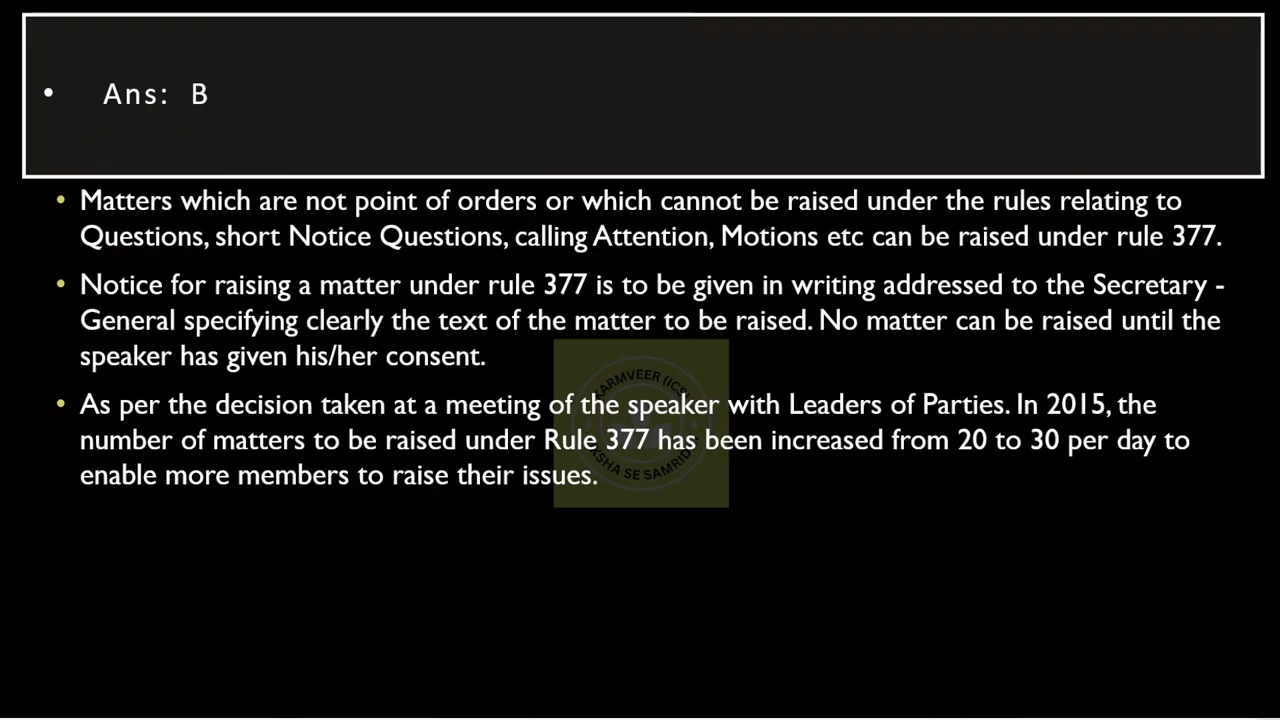 • Ans: B
• Matters which are not point of orders or which cannot be raised under the rules relating to
Questions, short Notice Questions, calling Attention, Motions etc can be raised under rule 377.
• Notice for raising a matter under rule 377 is to be given in writing addressed to the Secretary -
General specifying clearly the text of the matter to be raised. No matter can be raised until the
speaker has given his/her consent.
• As per the decision taken at a meeting of the speaker with Leaders of Parties. In 2015, the
number of matters to be raised under Rule 377 has been increased from 20 to 30 per day to
enable more members to raise their issues.